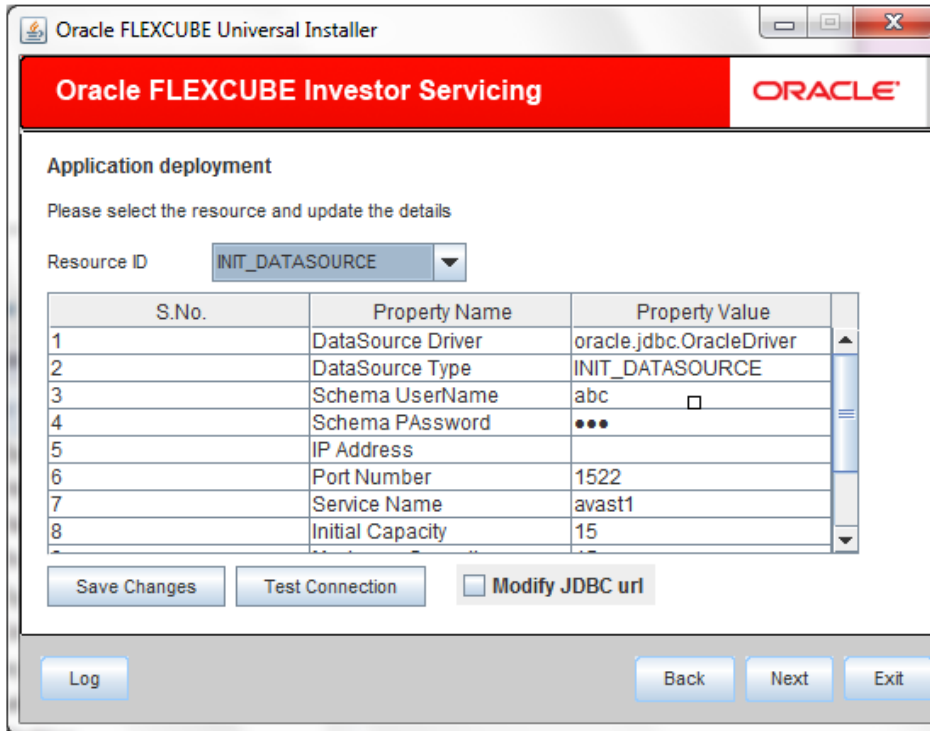 Oracle FLEXCUBE Universal Installer
Oracle FLEXCUBE Investor Servicing ORACLE
Application deployment
Please select the resource and update the details
Resource ID INIT_DATASOURCE
S.No. Property Name Property Value
1 DataSource Driver oracle.jdbc.OracleDriver
2 DataSource Type INIT_DATASOURCE
3 Schema UserName abc
4 Schema PAssword •••
5 IP Address
6 Port Number 1522
7 Service Name avast1
8 Initial Capacity 15
Save Changes Test Connection Modify JDBC url
Log Back Next Exit